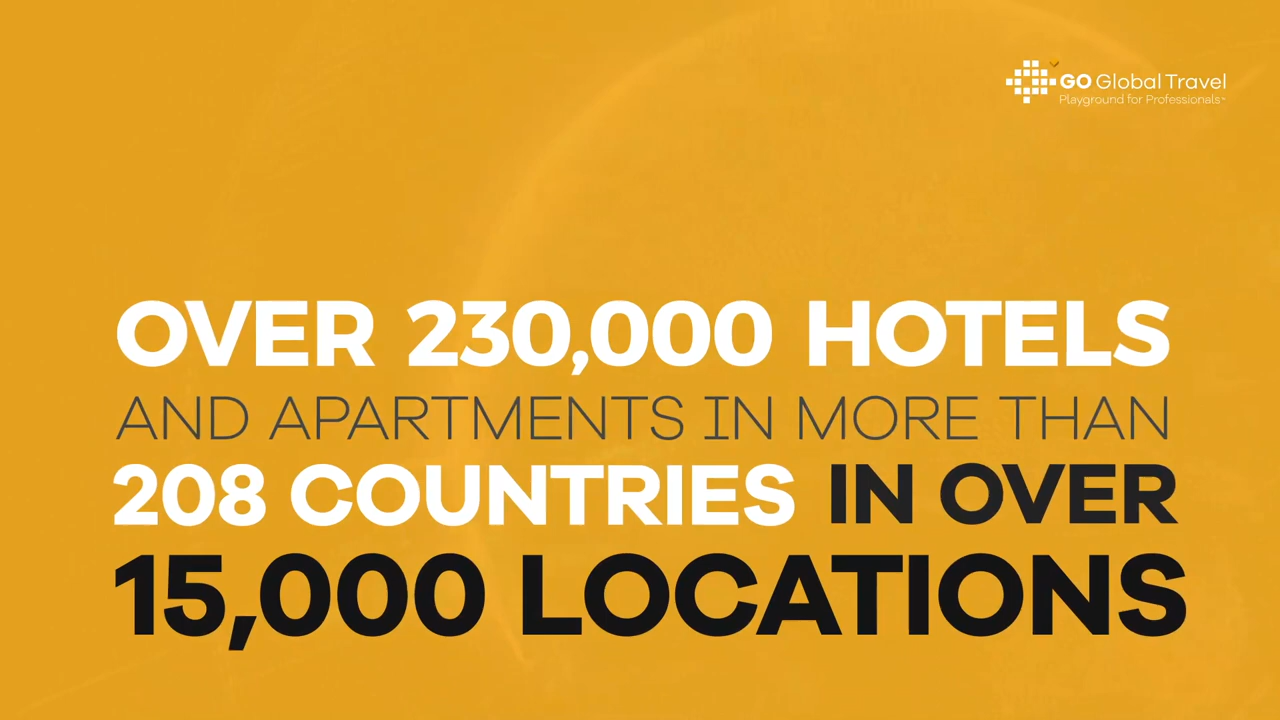 GO Global Travel
Playground for Professionals™
OVER 230,000 HOTELS
AND APARTMENTS IN MORE THAN
208 COUNTRIES IN OVER
15,000 LOCATIONS